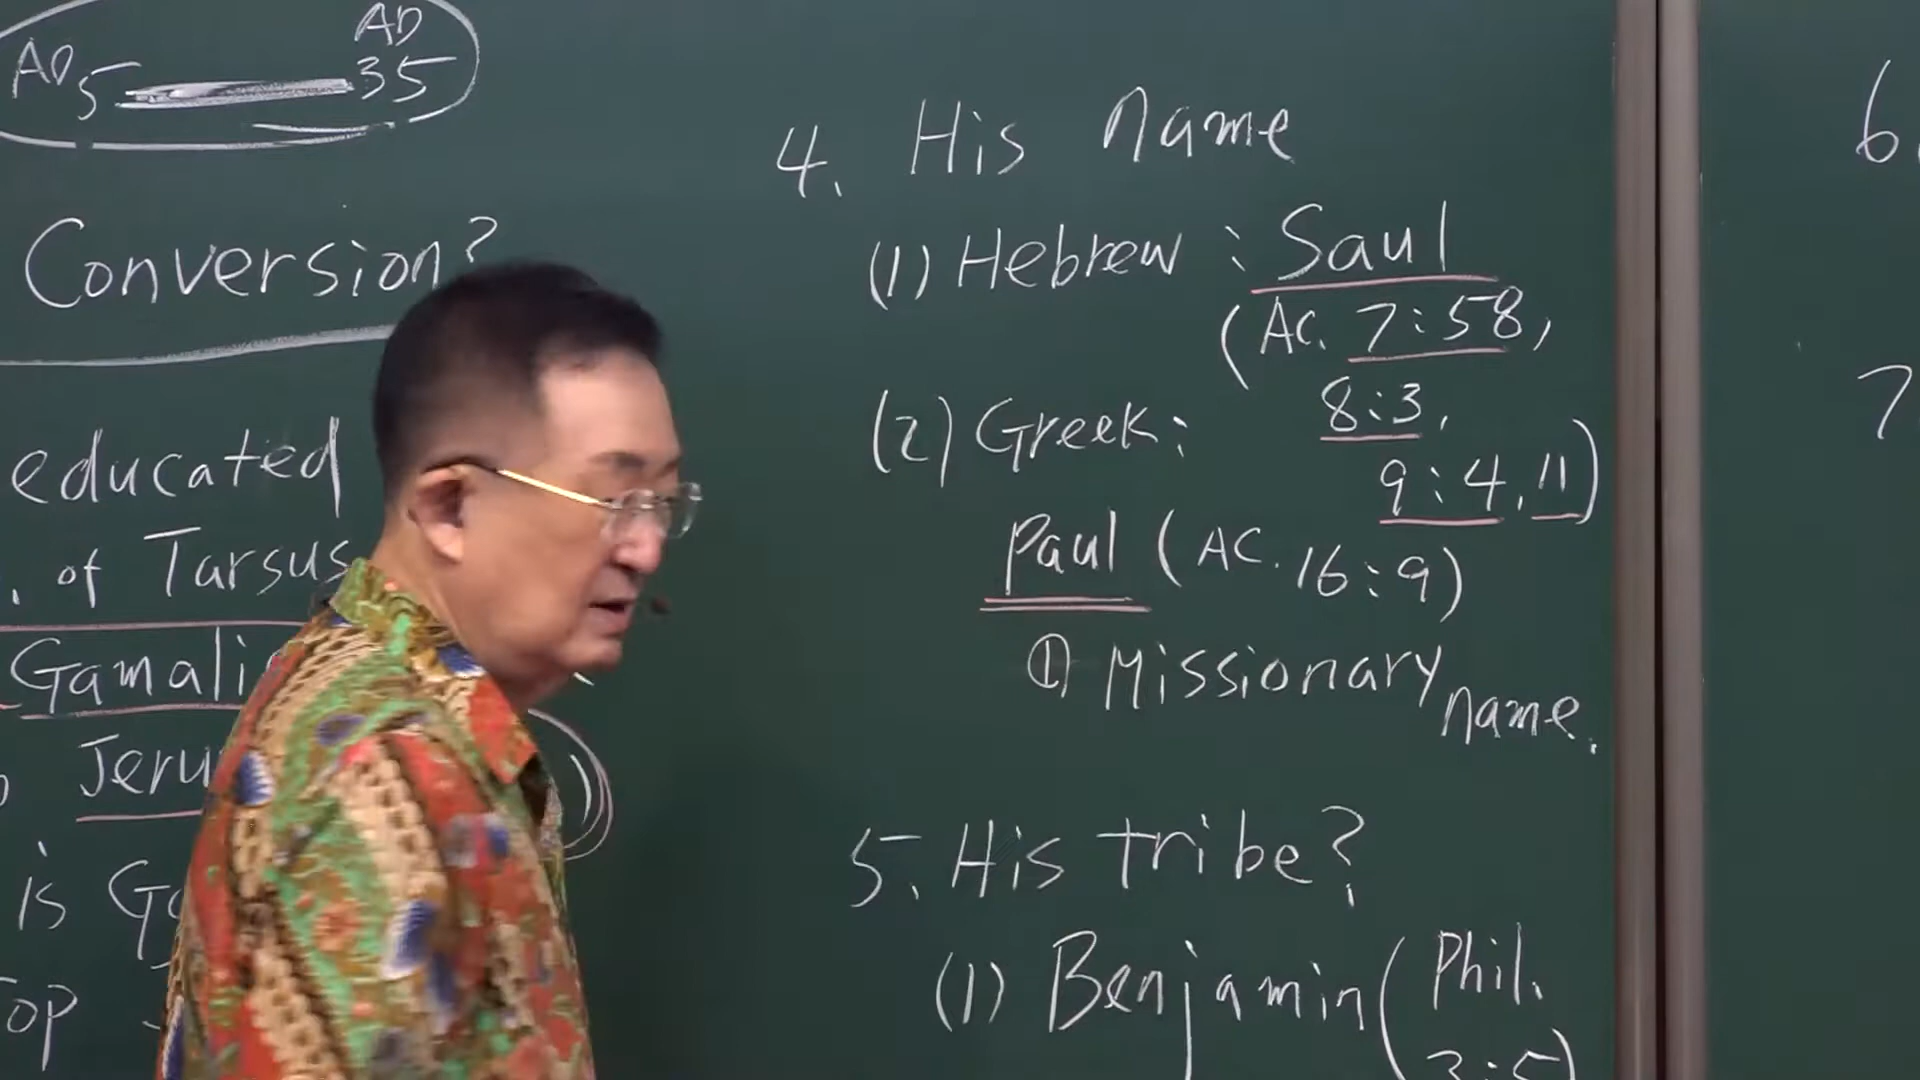 AD 5 — AD 35
Conversion?
educated
. of Tarsus
Jeru
is
4. His name
(1) Hebrew : Saul
(AC. 7:58,
8:3,
9:4, 11)
(2) Greek:
Paul (AC. 16:9)
① Missionary name.
5. His tribe?
(1) Benjamin (Phil.
3:5)
6.
7